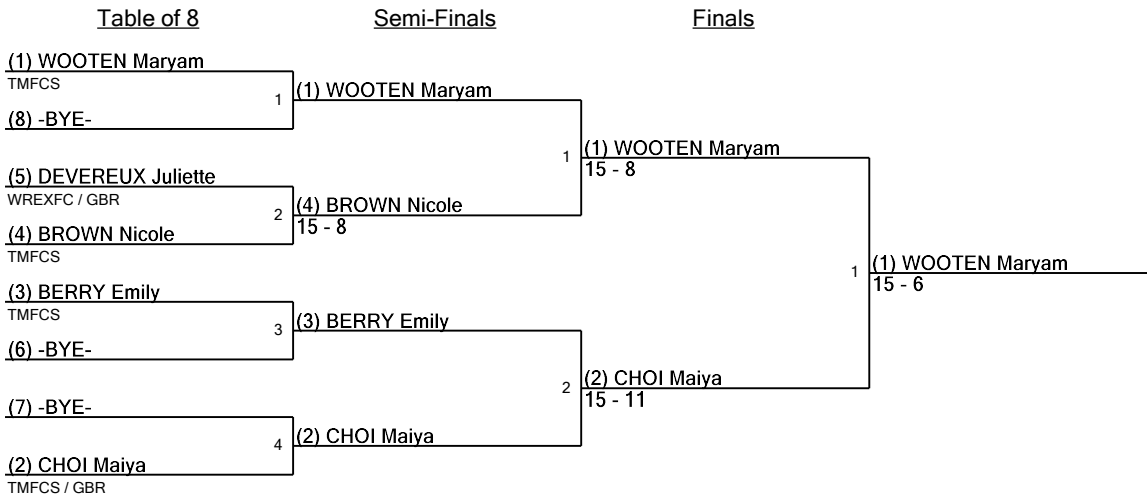 Table of 8
Semi-Finals
Finals
(1) WOOTEN Maryam
TMFCS
1
(8) -BYE-
(5) DEVEREUX Juliette
WREXFC / GBR
2
(4) BROWN Nicole
TMFCS
(3) BERRY Emily
TMFCS
3
(6) -BYE-
(7) -BYE-
4
(2) CHOI Maiya
TMFCS / GBR
(1) WOOTEN Maryam
1
(4) BROWN Nicole
15 - 8
(3) BERRY Emily
2
(2) CHOI Maiya
(1) WOOTEN Maryam
15 - 8
1
(2) CHOI Maiya
15 - 11
(1) WOOTEN Maryam
15 - 6